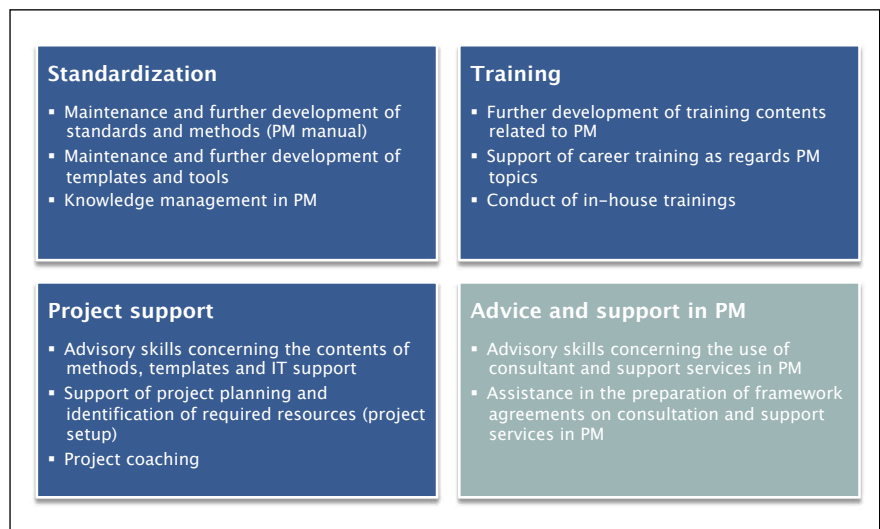 Standardization
▪ Maintenance and further development of
standards and methods (PM manual)
▪ Maintenance and further development of
templates and tools
▪ Knowledge management in PM
Training
▪ Further development of training contents
related to PM
▪ Support of career training as regards PM
topics
▪ Conduct of in-house trainings
Project support
▪ Advisory skills concerning the contents of
methods, templates and IT support
▪ Support of project planning and
identification of required resources (project
setup)
▪ Project coaching
Advice and support in PM
▪ Advisory skills concerning the use of
consultant and support services in PM
▪ Assistance in the preparation of framework
agreements on consultation and support
services in PM